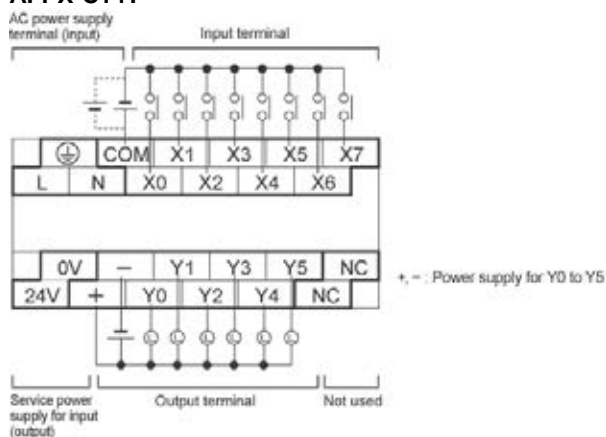 AC power supply
terminal (input)
Input terminal
COM X1 X3 X5 X7
L N X0 X2 X4 X6
0V − Y1 Y3 Y5 NC
24V + Y0 Y2 Y4 NC
+, − : Power supply for Y0 to Y5
L L L L L L
Service power
supply for input
(output)
Output terminal
Not used